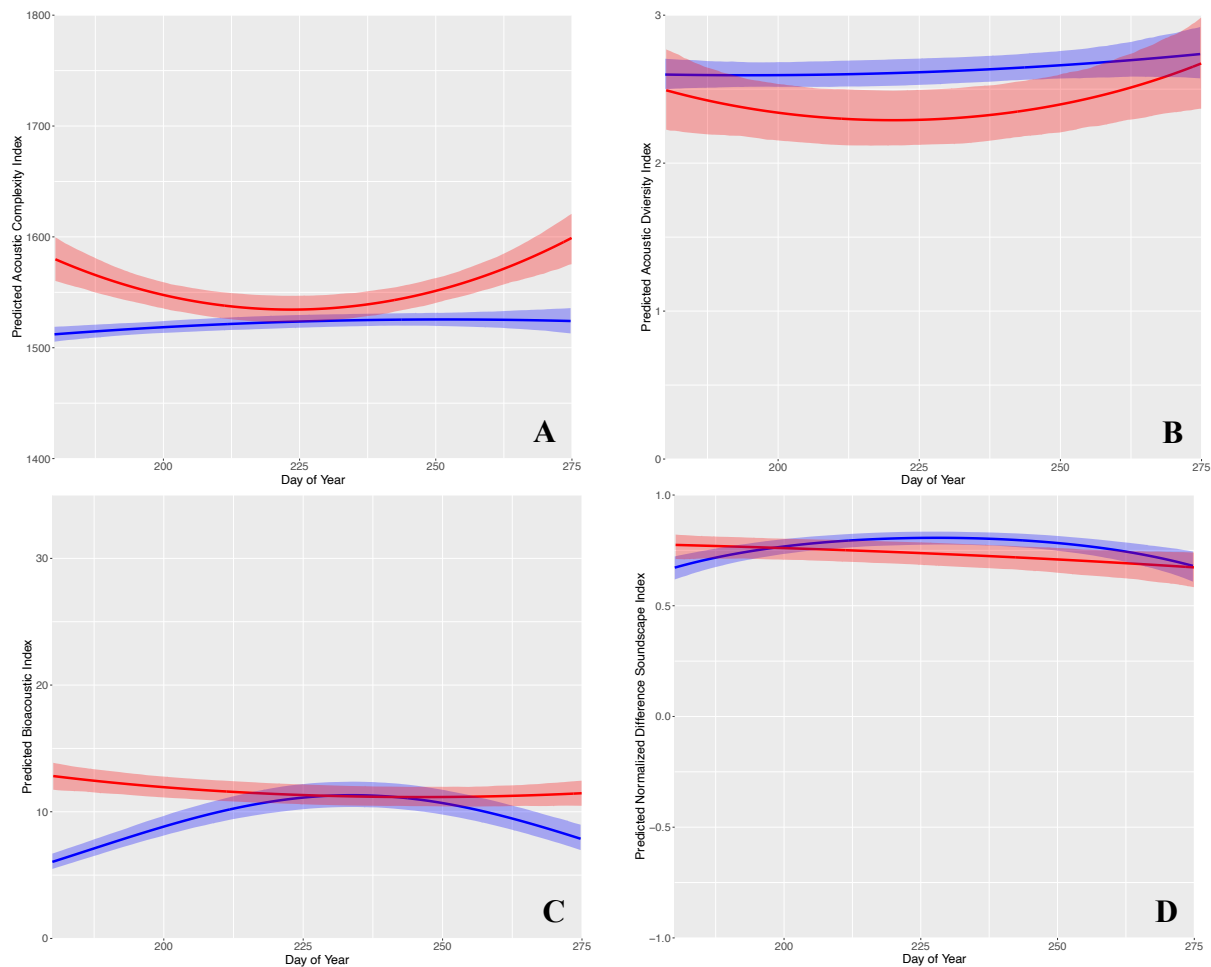 Predicted Acoustic Complexity Index
1800
1700
1600
1500
1400
200
225
250
275
Day of Year
A
Predicted Acoustic Dviersity Index
3
2
1
0
200
225
250
275
Day of Year
B
Predicted Bioacoustic Index
30
20
10
0
200
225
250
275
Day of Year
C
Predicted Normalized Difference Soundscape Index
1.0
0.5
0.0
−0.5
−1.0
200
225
250
275
Day of Year
D